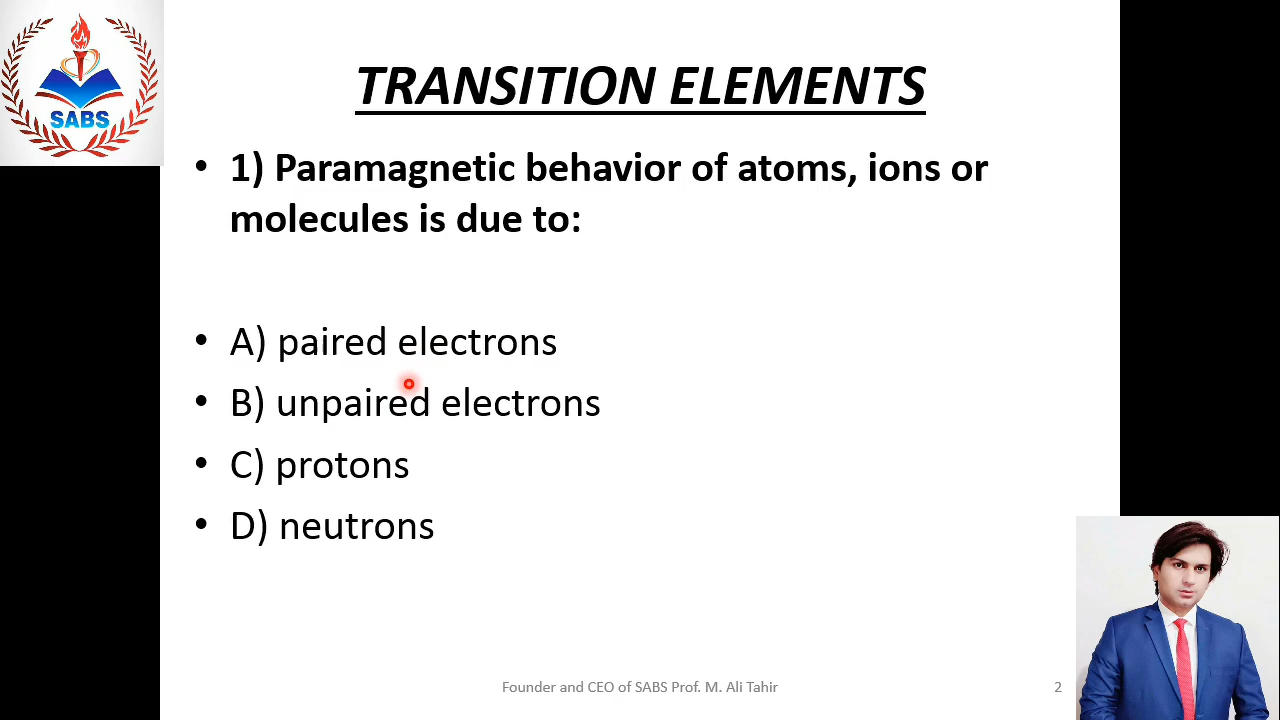 SABS
TRANSITION ELEMENTS
• 1) Paramagnetic behavior of atoms, ions or
molecules is due to:
• A) paired electrons
• B) unpaired electrons
• C) protons
• D) neutrons
Founder and CEO of SABS Prof. M. Ali Tahir
2